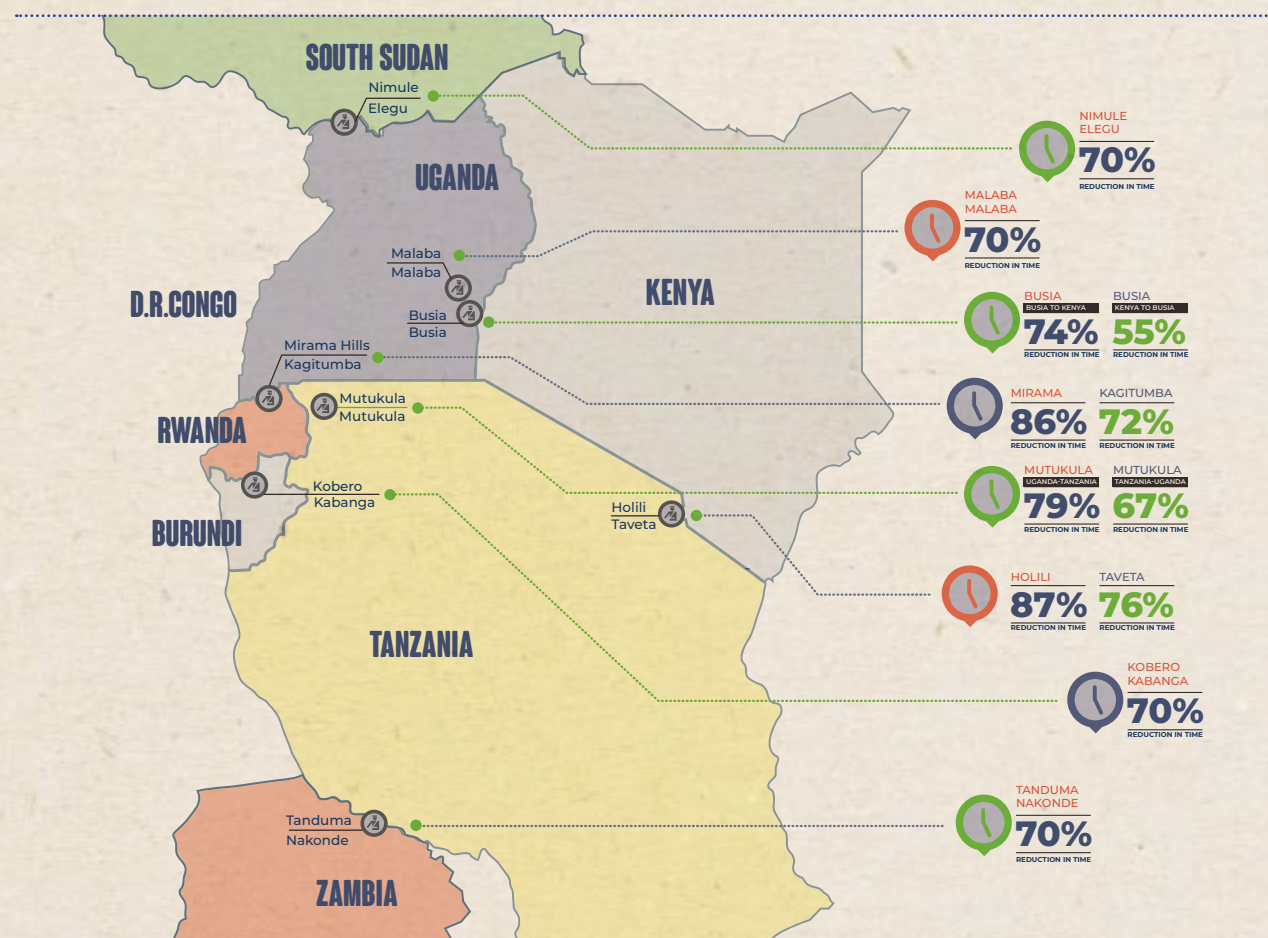 SOUTH SUDAN
Nimule
Elegu
UGANDA
Malaba
Malaba
D.R.CONGO
KENYA
Busia
Busia
Mirama Hills
Kagitumba
Mutukula
Mutukula
RWANDA
Kobero
Kabanga
Holili
Taveta
BURUNDI
TANZANIA
Tanduma
Nakonde
ZAMBIA
NIMULE
ELEGU
70%
REDUCTION IN TIME
MALABA
MALABA
70%
REDUCTION IN TIME
BUSIA
BUSIA TO KENYA
74%
REDUCTION IN TIME
BUSIA
KENYA TO BUSIA
55%
REDUCTION IN TIME
MIRAMA
86%
REDUCTION IN TIME
KAGITUMBA
72%
REDUCTION IN TIME
MUTUKULA
UGANDA-TANZANIA
79%
REDUCTION IN TIME
MUTUKULA
TANZANIA-UGANDA
67%
REDUCTION IN TIME
HOLILI
87%
REDUCTION IN TIME
TAVETA
76%
REDUCTION IN TIME
KOBERO
KABANGA
70%
REDUCTION IN TIME
TANDUMA
NAKONDE
70%
REDUCTION IN TIME